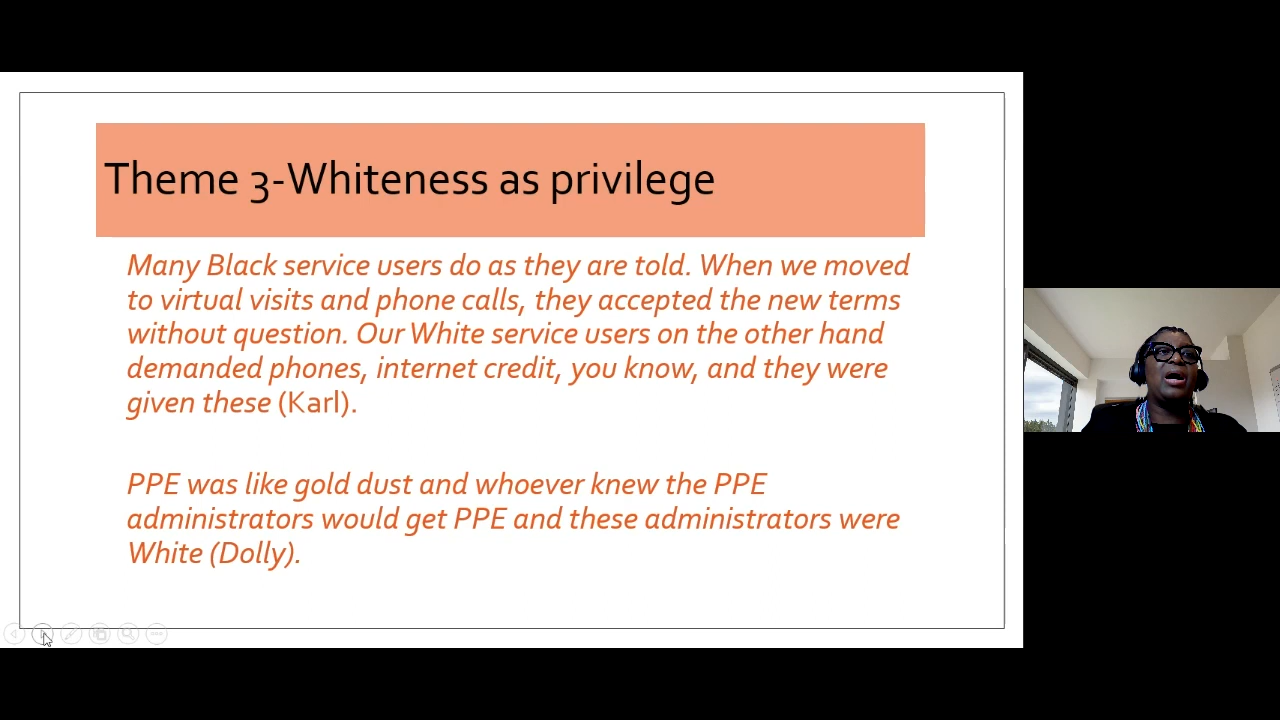 Theme 3-Whiteness as privilege
Many Black service users do as they are told. When we moved
to virtual visits and phone calls, they accepted the new terms
without question. Our White service users on the other hand
demanded phones, internet credit, you know, and they were
given these (Karl).
PPE was like gold dust and whoever knew the PPE
administrators would get PPE and these administrators were
White (Dolly).